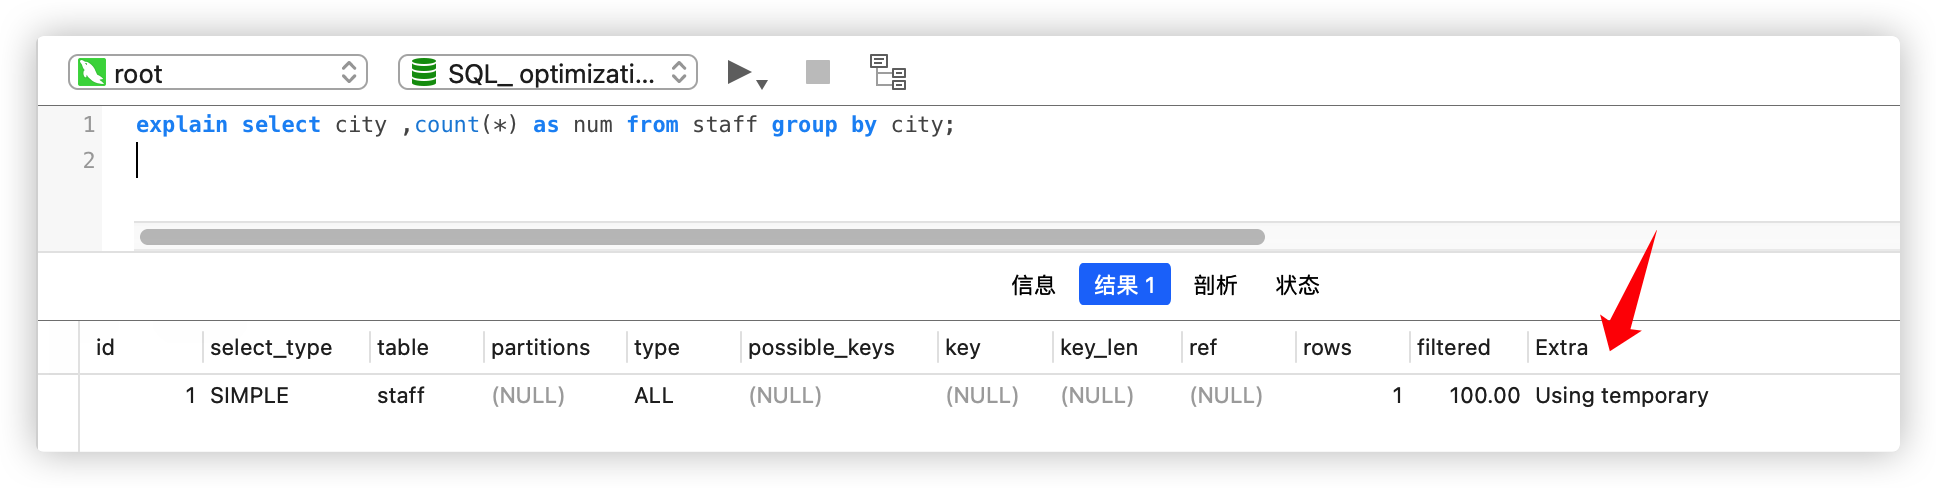 root SQL_ optimizati...
1 explain select city ,count(*) as num from staff group by city;
2
信息 结果 1 剖析 状态
id select_type table partitions type possible_keys key key_len ref rows filtered Extra
1 SIMPLE staff (NULL) ALL (NULL) (NULL) (NULL) (NULL) 1 100.00 Using temporary